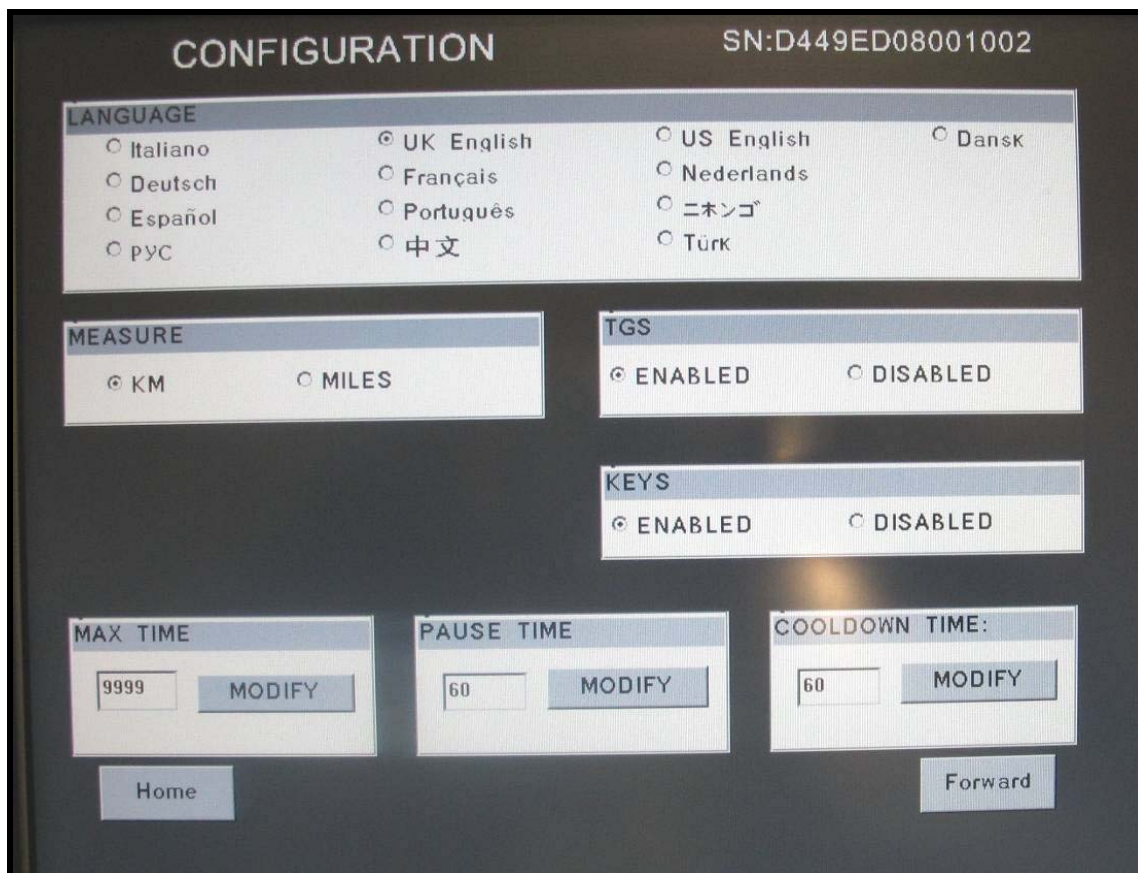 CONFIGURATION SN:D449ED08001002
LANGUAGE
Italiano UK English US English Dansk
Deutsch Français Nederlands
Español Português ニホンゴ
РУС 中文 Türk
MEASURE TGS
KM MILES ENABLED DISABLED
KEYS
ENABLED DISABLED
MAX TIME PAUSE TIME COOLDOWN TIME:
9999 MODIFY 60 MODIFY 60 MODIFY
Home Forward